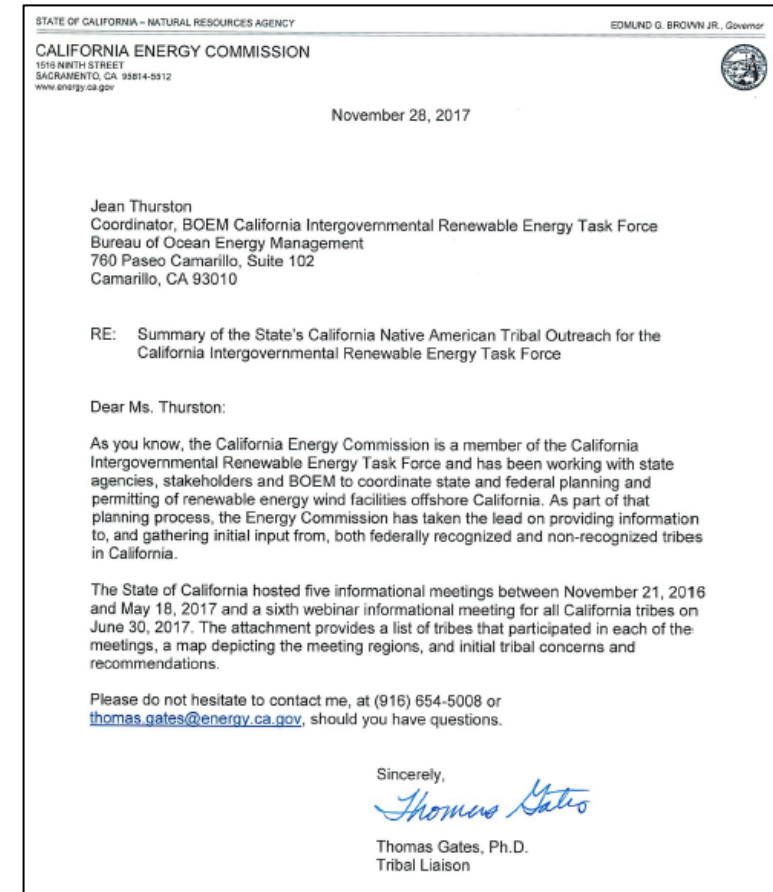 STATE OF CALIFORNIA – NATURAL RESOURCES AGENCY
EDMUND G. BROWN JR., Governor
CALIFORNIA ENERGY COMMISSION
1516 NINTH STREET
SACRAMENTO, CA 95814-5512
www.energy.ca.gov
November 28, 2017
Jean Thurston
Coordinator, BOEM California Intergovernmental Renewable Energy Task Force
Bureau of Ocean Energy Management
760 Paseo Camarillo, Suite 102
Camarillo, CA 93010
RE: Summary of the State's California Native American Tribal Outreach for the
California Intergovernmental Renewable Energy Task Force
Dear Ms. Thurston:
As you know, the California Energy Commission is a member of the California
Intergovernmental Renewable Energy Task Force and has been working with state
agencies, stakeholders and BOEM to coordinate state and federal planning and
permitting of renewable energy wind facilities offshore California. As part of that
planning process, the Energy Commission has taken the lead on providing information
to, and gathering initial input from, both federally recognized and non-recognized tribes
in California.
The State of California hosted five informational meetings between November 21, 2016
and May 18, 2017 and a sixth webinar informational meeting for all California tribes on
June 30, 2017. The attachment provides a list of tribes that participated in each of the
meetings, a map depicting the meeting regions, and initial tribal concerns and
recommendations.
Please do not hesitate to contact me, at (916) 654-5008 or
thomas.gates@energy.ca.gov, should you have questions.
Sincerely,
Thomas Gates
Thomas Gates, Ph.D.
Tribal Liaison